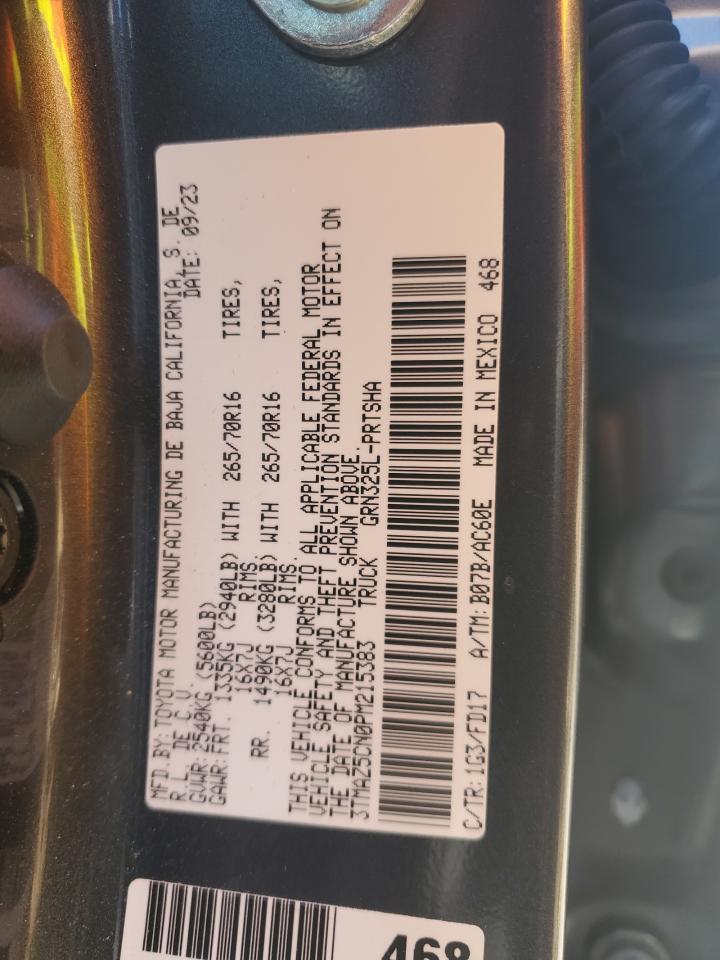 MFD.BY:TOYOTA MOTOR MANUFACTURING DE BAJA CALIFORNIA, S. DE
R.L. DE C.V. DATE: 09/23
GVWR:2540KG (5600LB)
GAWR:FRT. 1335KG (2940LB) WITH 265/70R16 TIRES,
16X7J RIMS.
RR. 1490KG (3280LB) WITH 265/70R16 TIRES,
16X7J RIMS.
THIS VEHICLE CONFORMS TO ALL APPLICABLE FEDERAL MOTOR
VEHICLE SAFETY AND THEFT PREVENTION STANDARDS IN EFFECT ON
THE DATE OF MANUFACTURE SHOWN ABOVE.
3TMAZ5CN0PM215383 TRUCK GRN325L-PRTSHA
C/TR:1G3/FD17 A/TM:B07B/AC60E MADE IN MEXICO 468
468